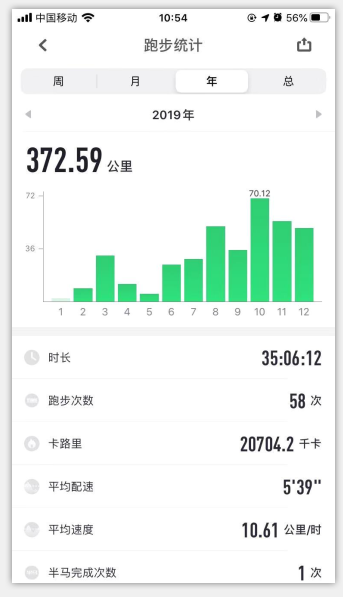 中国移动 10:54 56%
跑步统计
周 月 年 总
2019年
372.59 公里
72
70.12
36
1 2 3 4 5 6 7 8 9 10 11 12
时长 35:06:12
跑步次数 58 次
卡路里 20704.2 千卡
平均配速 5'39"
平均速度 10.61 公里/时
半马完成次数 1 次